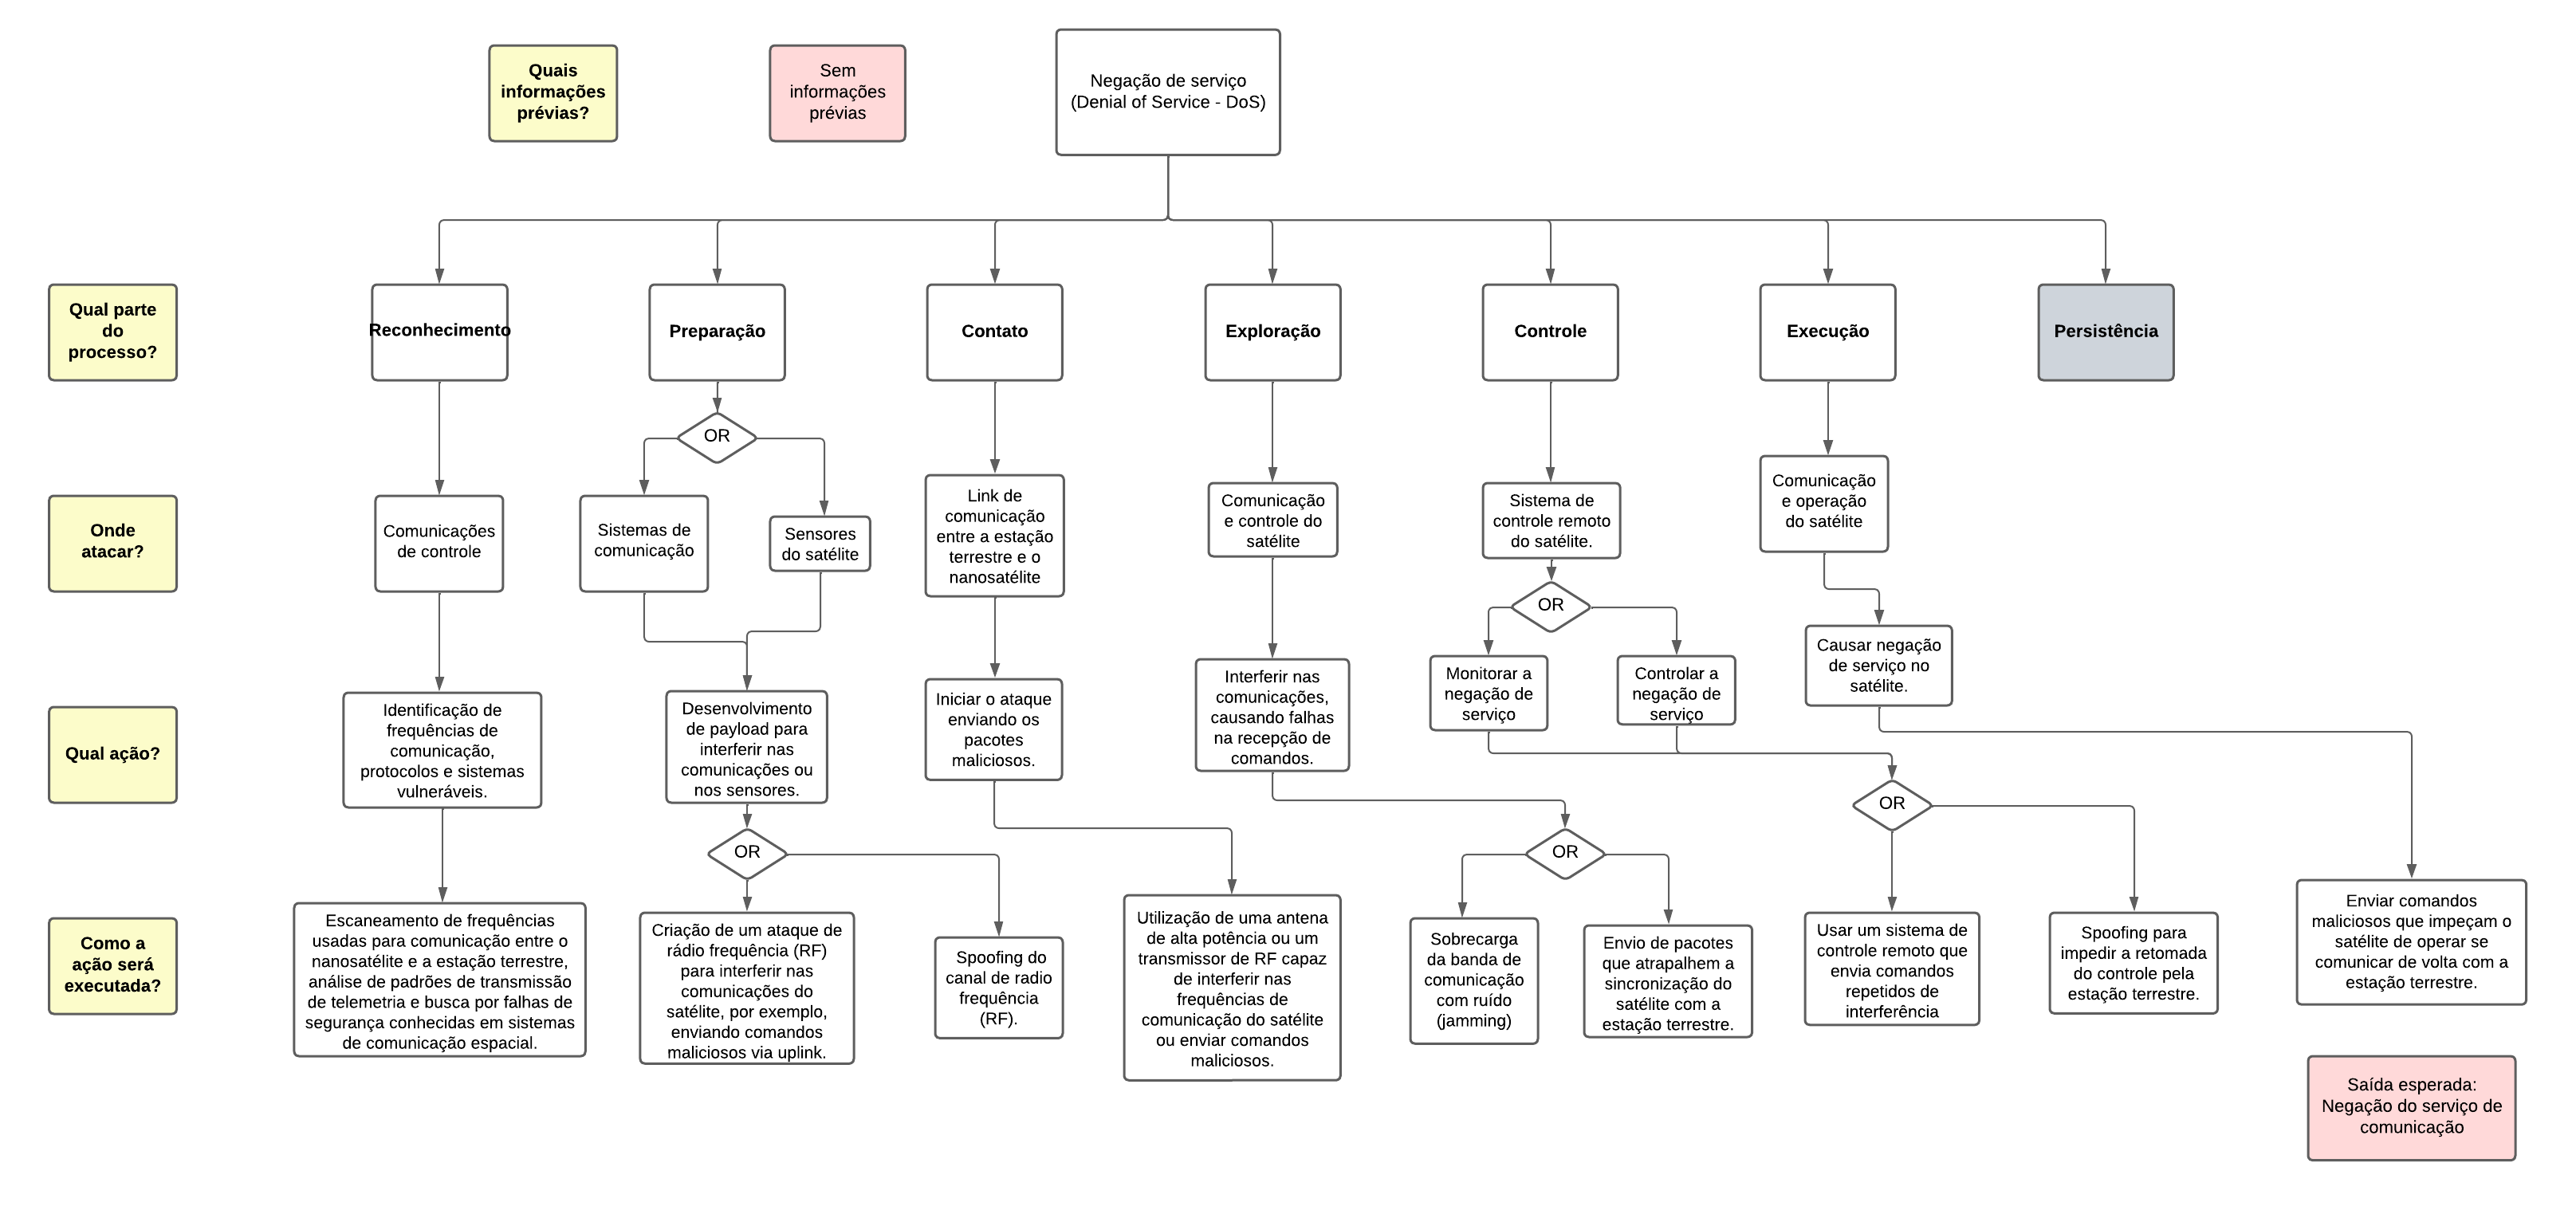 Quais
informações
prévias?
Sem
informações
prévias
Negação de serviço
(Denial of Service - DoS)
Qual parte
do
processo?
Reconhecimento
Preparação
Contato
Exploração
Controle
Execução
Persistência
OR
Onde
atacar?
Comunicações
de controle
Sistemas de
comunicação
Sensores
do satélite
Link de
comunicação
entre a estação
terrestre e o
nanosatélite
Comunicação
e controle do
satélite
Sistema de
controle remoto
do satélite.
Comunicação
e operação
do satélite
OR
Qual ação?
Identificação de
frequências de
comunicação,
protocolos e sistemas
vulneráveis.
Desenvolvimento
de payload para
interferir nas
comunicações ou
nos sensores.
Iniciar o ataque
enviando os
pacotes
maliciosos.
Interferir nas
comunicações,
causando falhas
na recepção de
comandos.
Monitorar a
negação de
serviço
Controlar a
negação de
serviço
Causar negação
de serviço no
satélite.
OR
OR
OR
Como a
ação será
executada?
Escaneamento de frequências
usadas para comunicação entre o
nanosatélite e a estação terrestre,
análise de padrões de transmissão
de telemetria e busca por falhas de
segurança conhecidas em sistemas
de comunicação espacial.
Criação de um ataque de
rádio frequência (RF)
para interferir nas
comunicações do
satélite, por exemplo,
enviando comandos
maliciosos via uplink.
Spoofing do
canal de radio
frequência
(RF).
Utilização de uma antena
de alta potência ou um
transmissor de RF capaz
de interferir nas
frequências de
comunicação do satélite
ou enviar comandos
maliciosos.
Sobrecarga
da banda de
comunicação
com ruído
(jamming)
Envio de pacotes
que atrapalhem a
sincronização do
satélite com a
estação terrestre.
Usar um sistema de
controle remoto que
envia comandos
repetidos de
interferência
Spoofing para
impedir a retomada
do controle pela
estação terrestre.
Enviar comandos
maliciosos que impeçam o
satélite de operar se
comunicar de volta com a
estação terrestre.
Saída esperada:
Negação do serviço de
comunicação